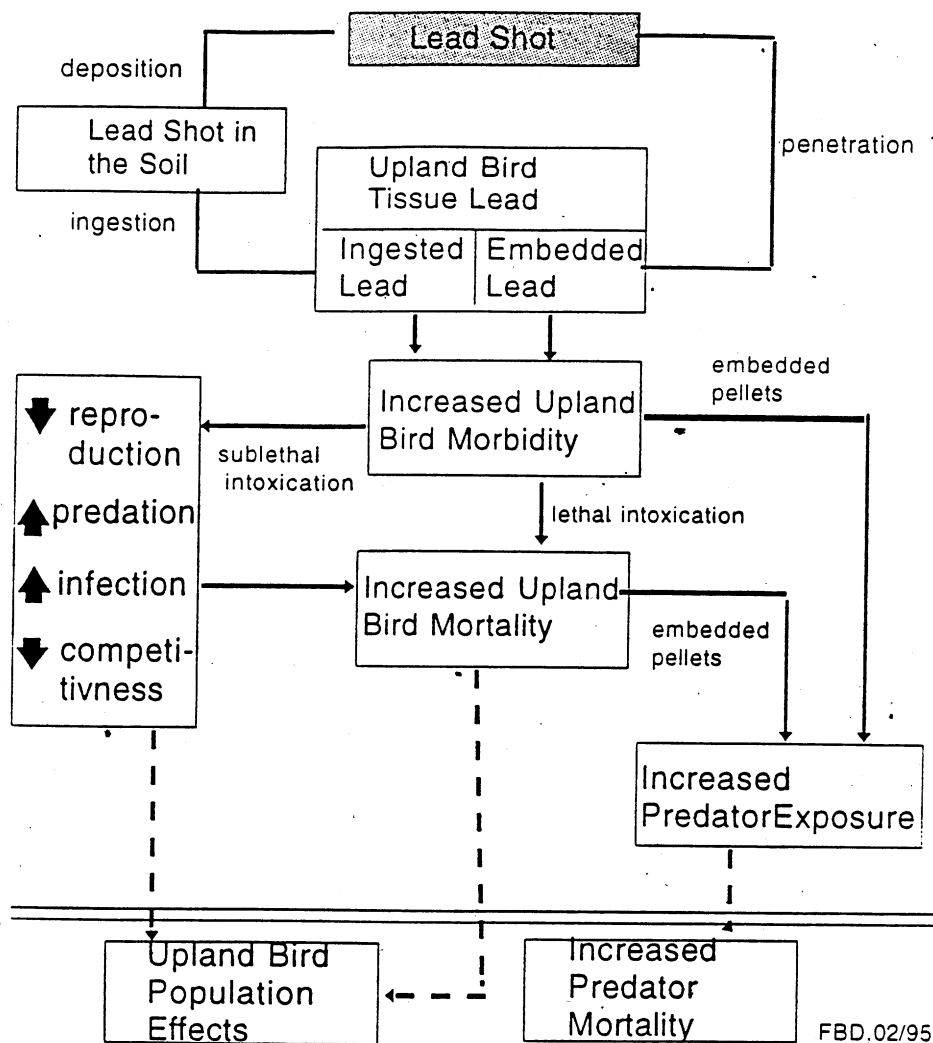 Lead Shot
deposition
Lead Shot in
the Soil
penetration
Upland Bird
Tissue Lead
ingestion
Ingested
Lead
Embedded
Lead
embedded
pellets
Increased Upland
Bird Morbidity
repro-
duction
predation
infection
competi-
tivness
sublethal
intoxication
lethal intoxication
Increased Upland
Bird Mortality
embedded
pellets
Increased
PredatorExposure
Upland Bird
Population
Effects
Increased
Predator
Mortality
FBD,02/95